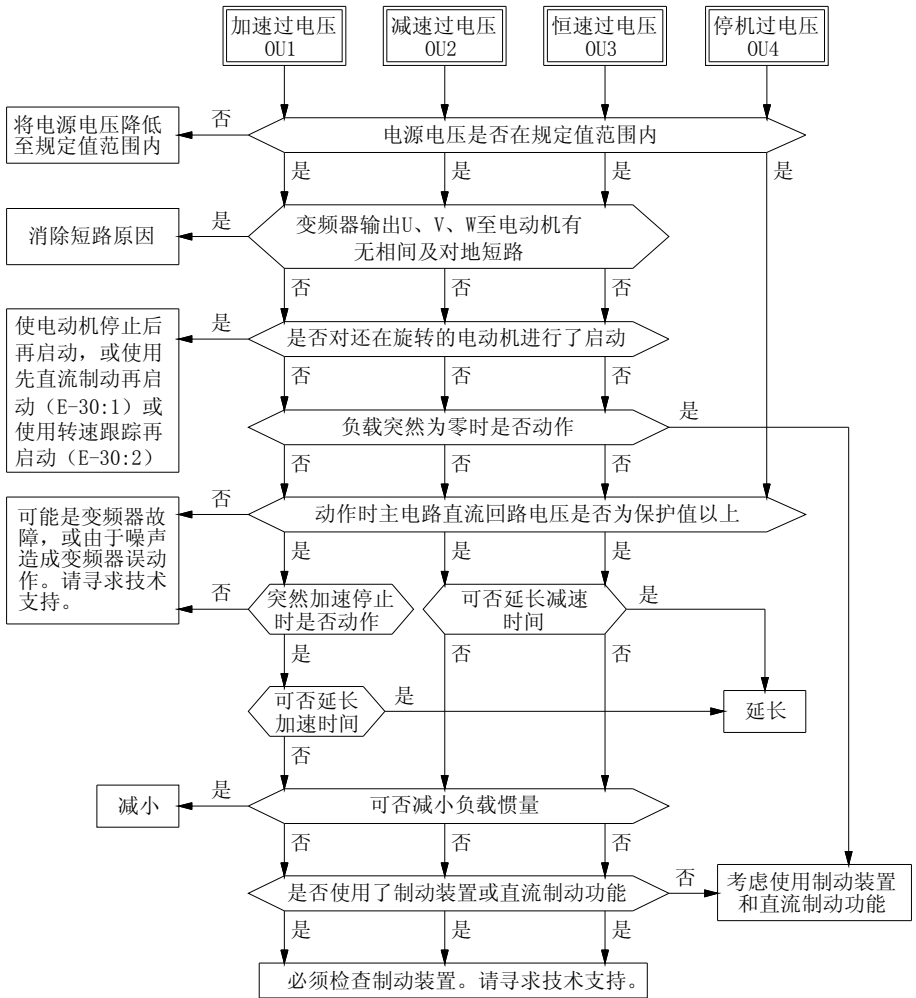 加速过电压
OU1
减速过电压
OU2
恒速过电压
OU3
停机过电压
OU4
将电源电压降低
至规定值范围内
否
电源电压是否在规定值范围内
是
是
是
是
消除短路原因
是
变频器输出U、V、W至电动机有
无相间及对地短路
否
否
否
使电动机停止后
再启动，或使用
先直流制动再启
动（E-30:1）或
使用转速跟踪再
启动（E-30:2）
是
是否对还在旋转的电动机进行了启动
否
否
否
负载突然为零时是否动作
是
否
否
否
可能是变频器故
障，或由于噪声
造成变频器误动
作。请寻求技术
支持。
否
动作时主电路直流回路电压是否为保护值以上
是
是
是
否
突然加速停止
时是否动作
可否延长减速
时间
是
是
否
否
可否延长
加速时间
是
延长
否
减小
是
可否减小负载惯量
否
否
否
是否使用了制动装置或直流制动功能
否
考虑使用制动装置
和直流制动功能
是
是
是
必须检查制动装置。请寻求技术支持。